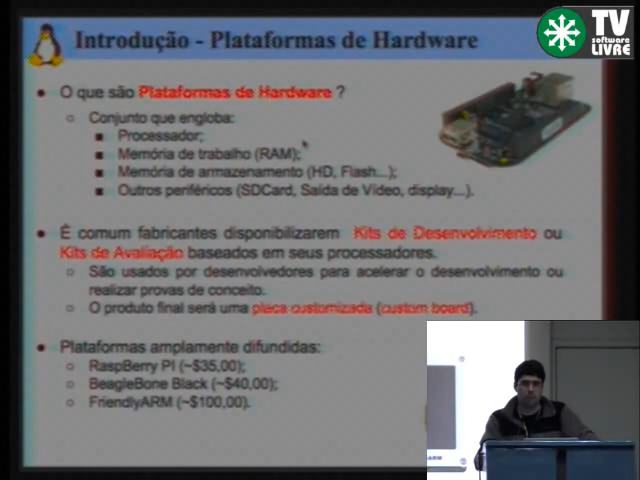 Introdução - Plataformas de Hardware
TV
software
LIVRE
• O que são Plataformas de Hardware ?
○ Conjunto que engloba:
■ Processador;
■ Memória de trabalho (RAM);
■ Memória de armazenamento (HD, Flash...);
■ Outros periféricos (SDCard, Saída de Vídeo, display...).
• É comum fabricantes disponibilizarem Kits de Desenvolvimento ou
Kits de Avaliação baseados em seus processadores.
○ São usados por desenvolvedores para acelerar o desenvolvimento ou
realizar provas de conceito.
○ O produto final será uma placa customizada (custom board).
• Plataformas amplamente difundidas:
○ RaspBerry PI (~$35,00);
○ BeagleBone Black (~$40,00);
○ FriendlyARM (~$100,00).